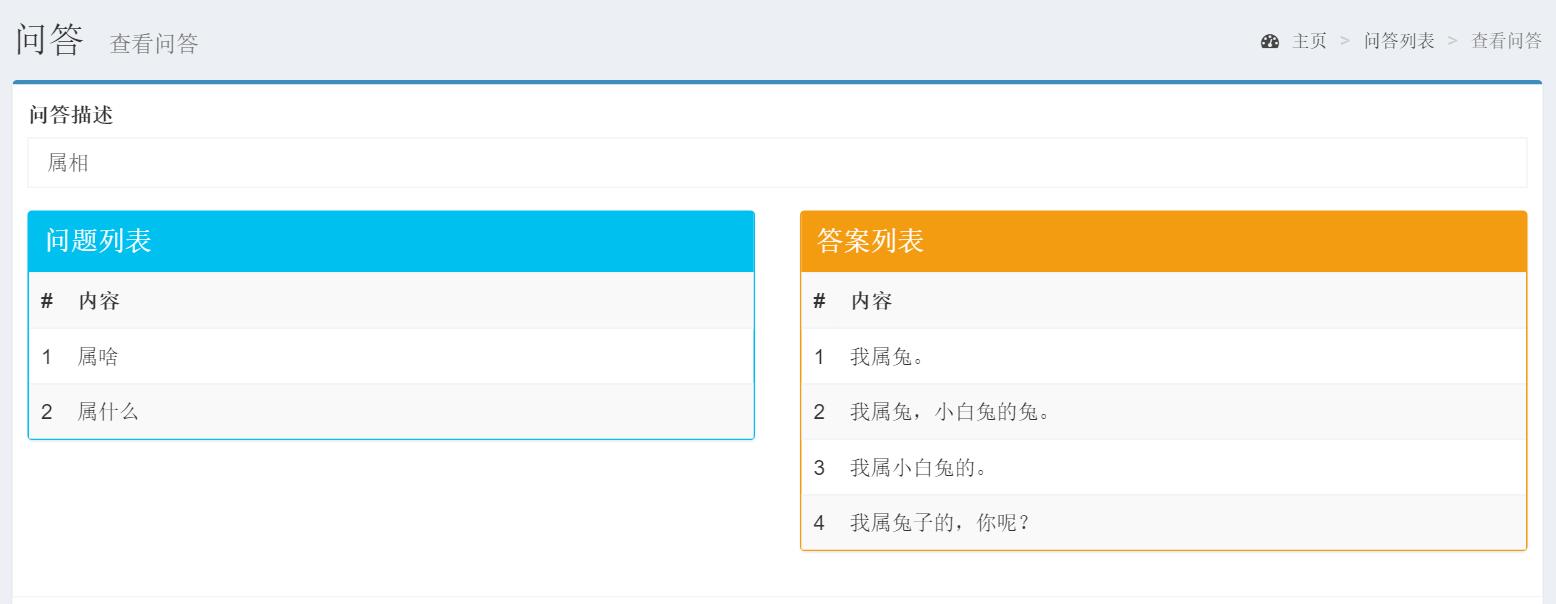 问答 查看问答
主页 > 问答列表 > 查看问答
问答描述
属相
问题列表
# 内容
1 属啥
2 属什么
答案列表
# 内容
1 我属兔。
2 我属兔，小白兔的兔。
3 我属小白兔的。
4 我属兔子的，你呢？